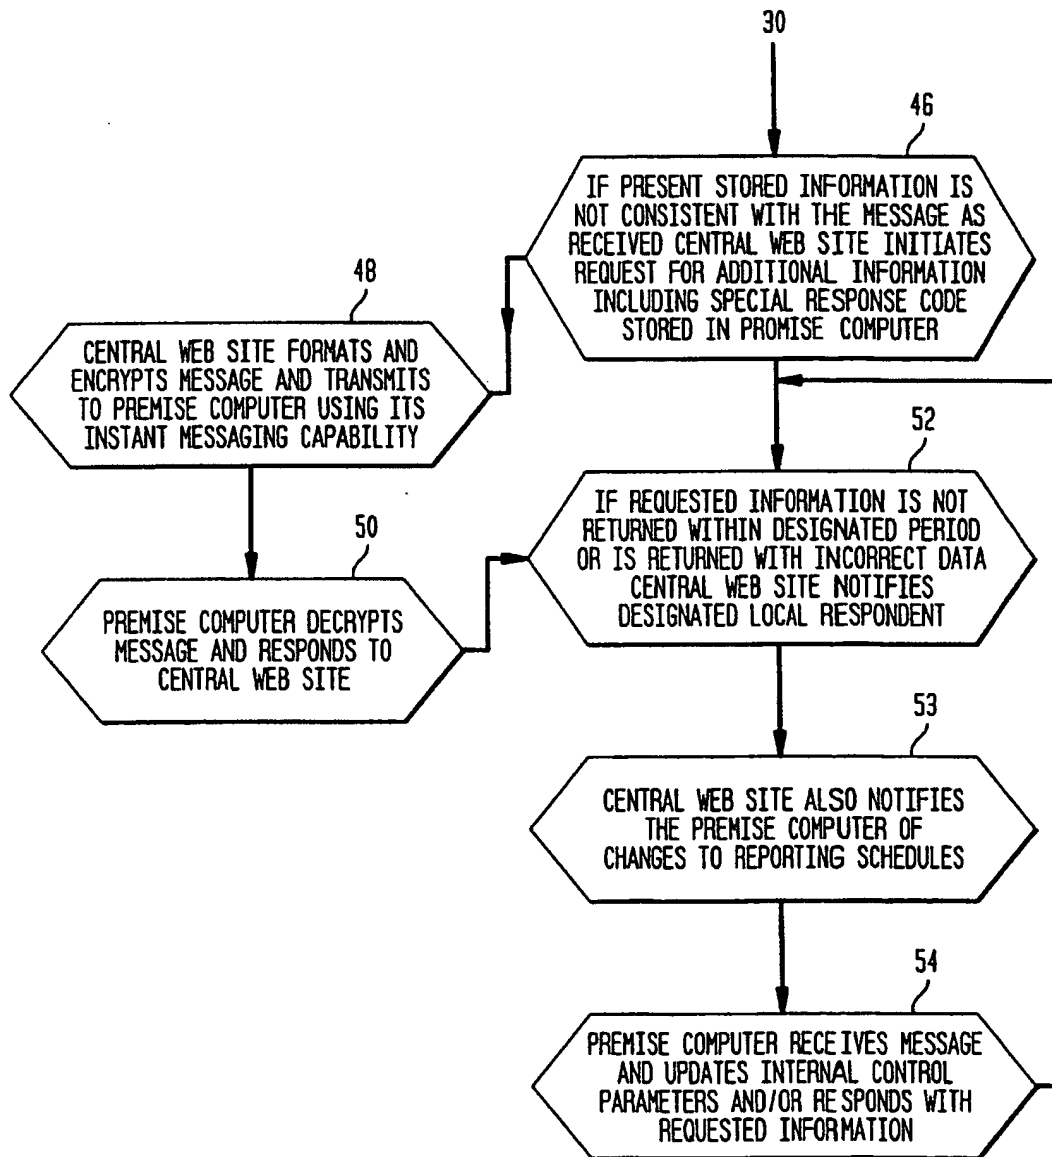 30
46
IF PRESENT STORED INFORMATION IS
NOT CONSISTENT WITH THE MESSAGE AS
RECEIVED CENTRAL WEB SITE INITIATES
REQUEST FOR ADDITIONAL INFORMATION
INCLUDING SPECIAL RESPONSE CODE
STORED IN PROMISE COMPUTER
48
CENTRAL WEB SITE FORMATS AND
ENCRYPTS MESSAGE AND TRANSMITS
TO PREMISE COMPUTER USING ITS
INSTANT MESSAGING CAPABILITY
50
PREMISE COMPUTER DECRYPTS
MESSAGE AND RESPONDS TO
CENTRAL WEB SITE
52
IF REQUESTED INFORMATION IS NOT
RETURNED WITHIN DESIGNATED PERIOD
OR IS RETURNED WITH INCORRECT DATA
CENTRAL WEB SITE NOTIFIES
DESIGNATED LOCAL RESPONDENT
53
CENTRAL WEB SITE ALSO NOTIFIES
THE PREMISE COMPUTER OF
CHANGES TO REPORTING SCHEDULES
54
PREMISE COMPUTER RECEIVES MESSAGE
AND UPDATES INTERNAL CONTROL
PARAMETERS AND/OR RESPONDS WITH
REQUESTED INFORMATION